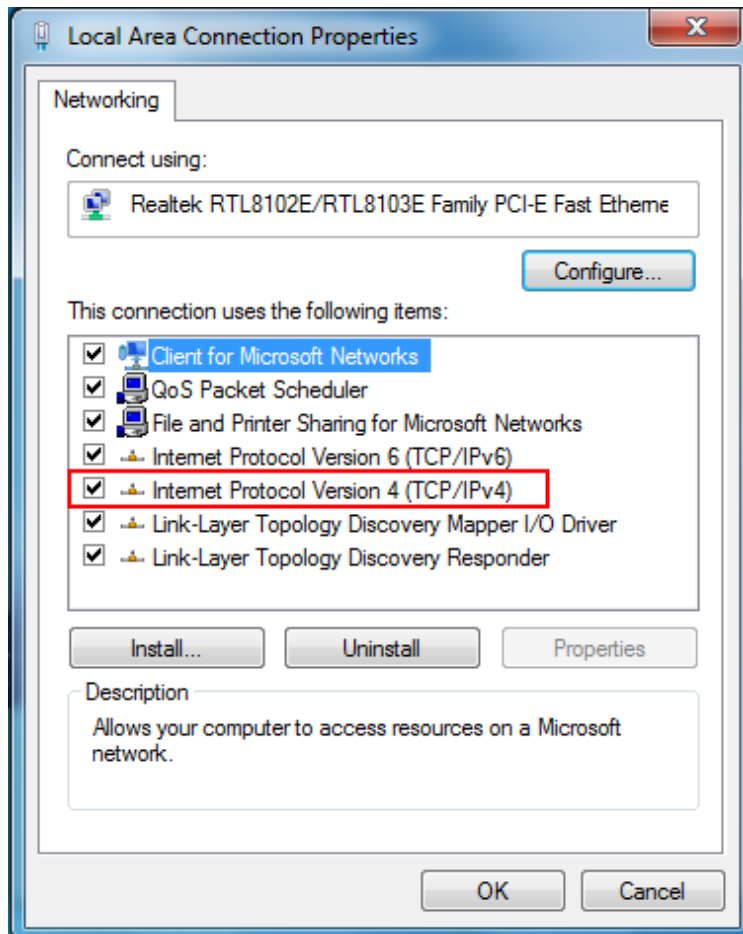 Local Area Connection Properties
Networking
Connect using:
Realtek RTL8102E/RTL8103E Family PCI-E Fast Etherne
Configure...
This connection uses the following items:
Client for Microsoft Networks
QoS Packet Scheduler
File and Printer Sharing for Microsoft Networks
Internet Protocol Version 6 (TCP/IPv6)
Internet Protocol Version 4 (TCP/IPv4)
Link-Layer Topology Discovery Mapper I/O Driver
Link-Layer Topology Discovery Responder
Install... Uninstall Properties
Description
Allows your computer to access resources on a Microsoft
network.
OK Cancel